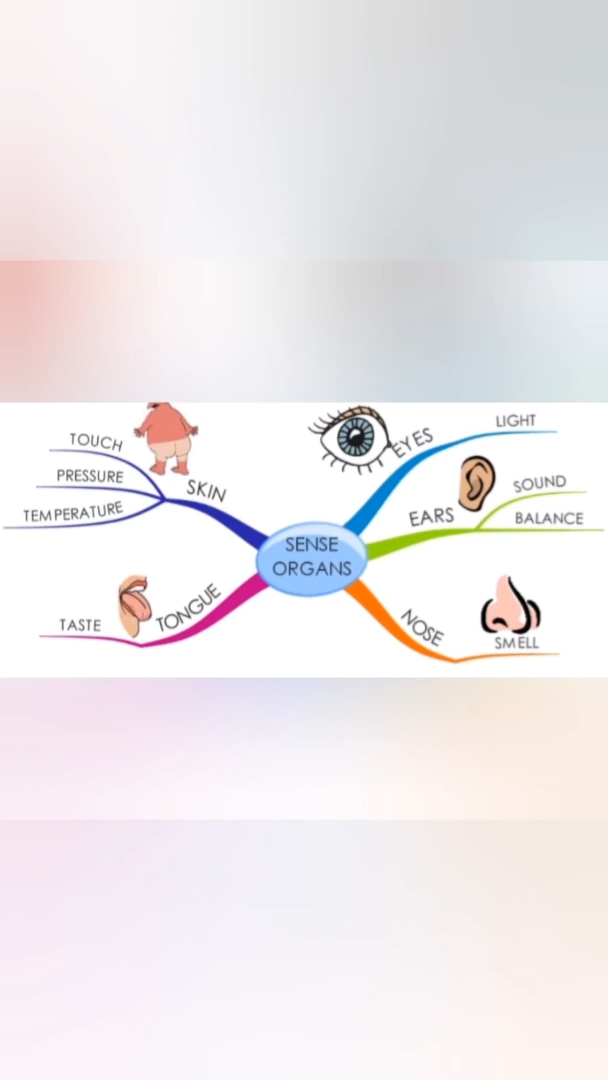 SENSE
ORGANS
EYES
LIGHT
EARS
SOUND
BALANCE
NOSE
SMELL
TONGUE
TASTE
SKIN
TOUCH
PRESSURE
TEMPERATURE